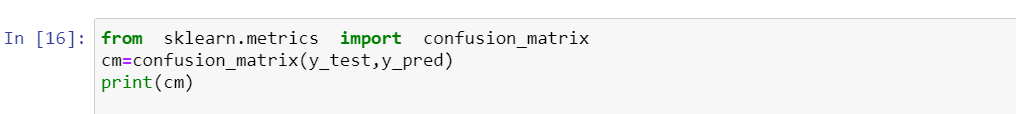 In [16]: from sklearn.metrics import confusion_matrix
cm=confusion_matrix(y_test,y_pred)
print(cm)